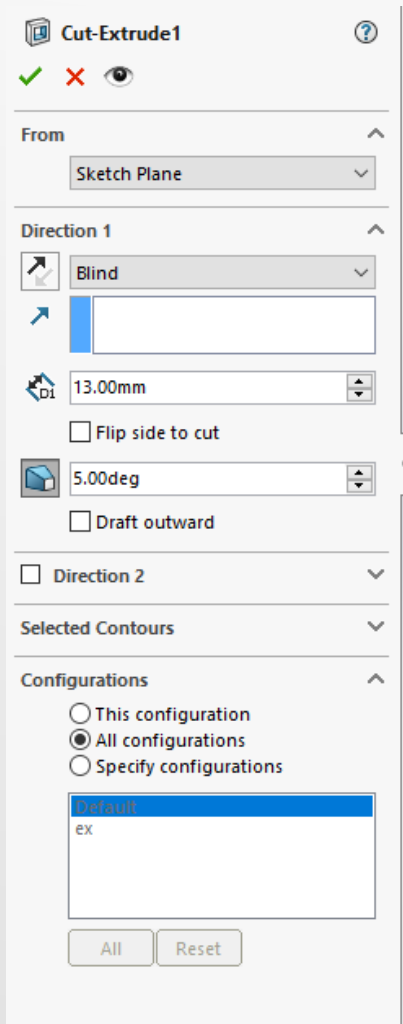 Cut-Extrude1
From
Sketch Plane
Direction 1
Blind
D1
13.00mm
Flip side to cut
5.00deg
Draft outward
Direction 2
Selected Contours
Configurations
This configuration
All configurations
Specify configurations
Default
ex
All Reset